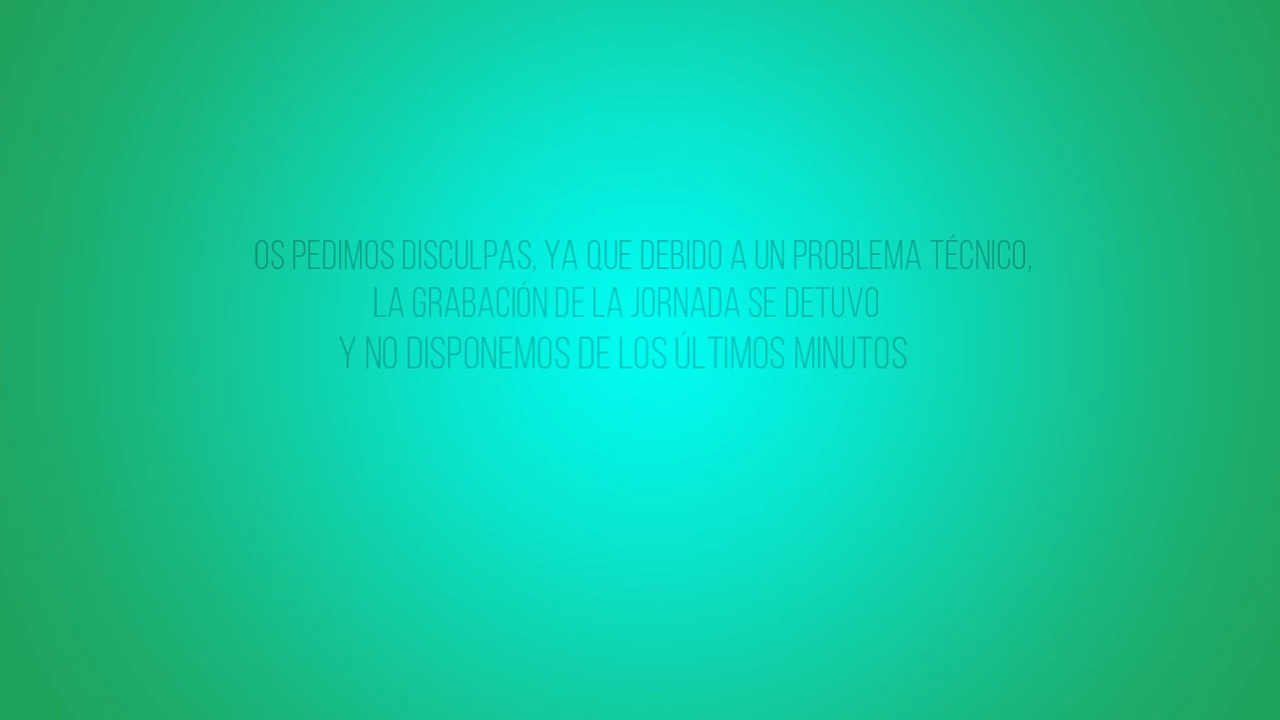 OS PEDIMOS DISCULPAS, YA QUE DEBIDO A UN PROBLEMA TÉCNICO,
LA GRABACIÓN DE LA JORNADA SE DETUVO
Y NO DISPONEMOS DE LOS ÚLTIMOS MINUTOS